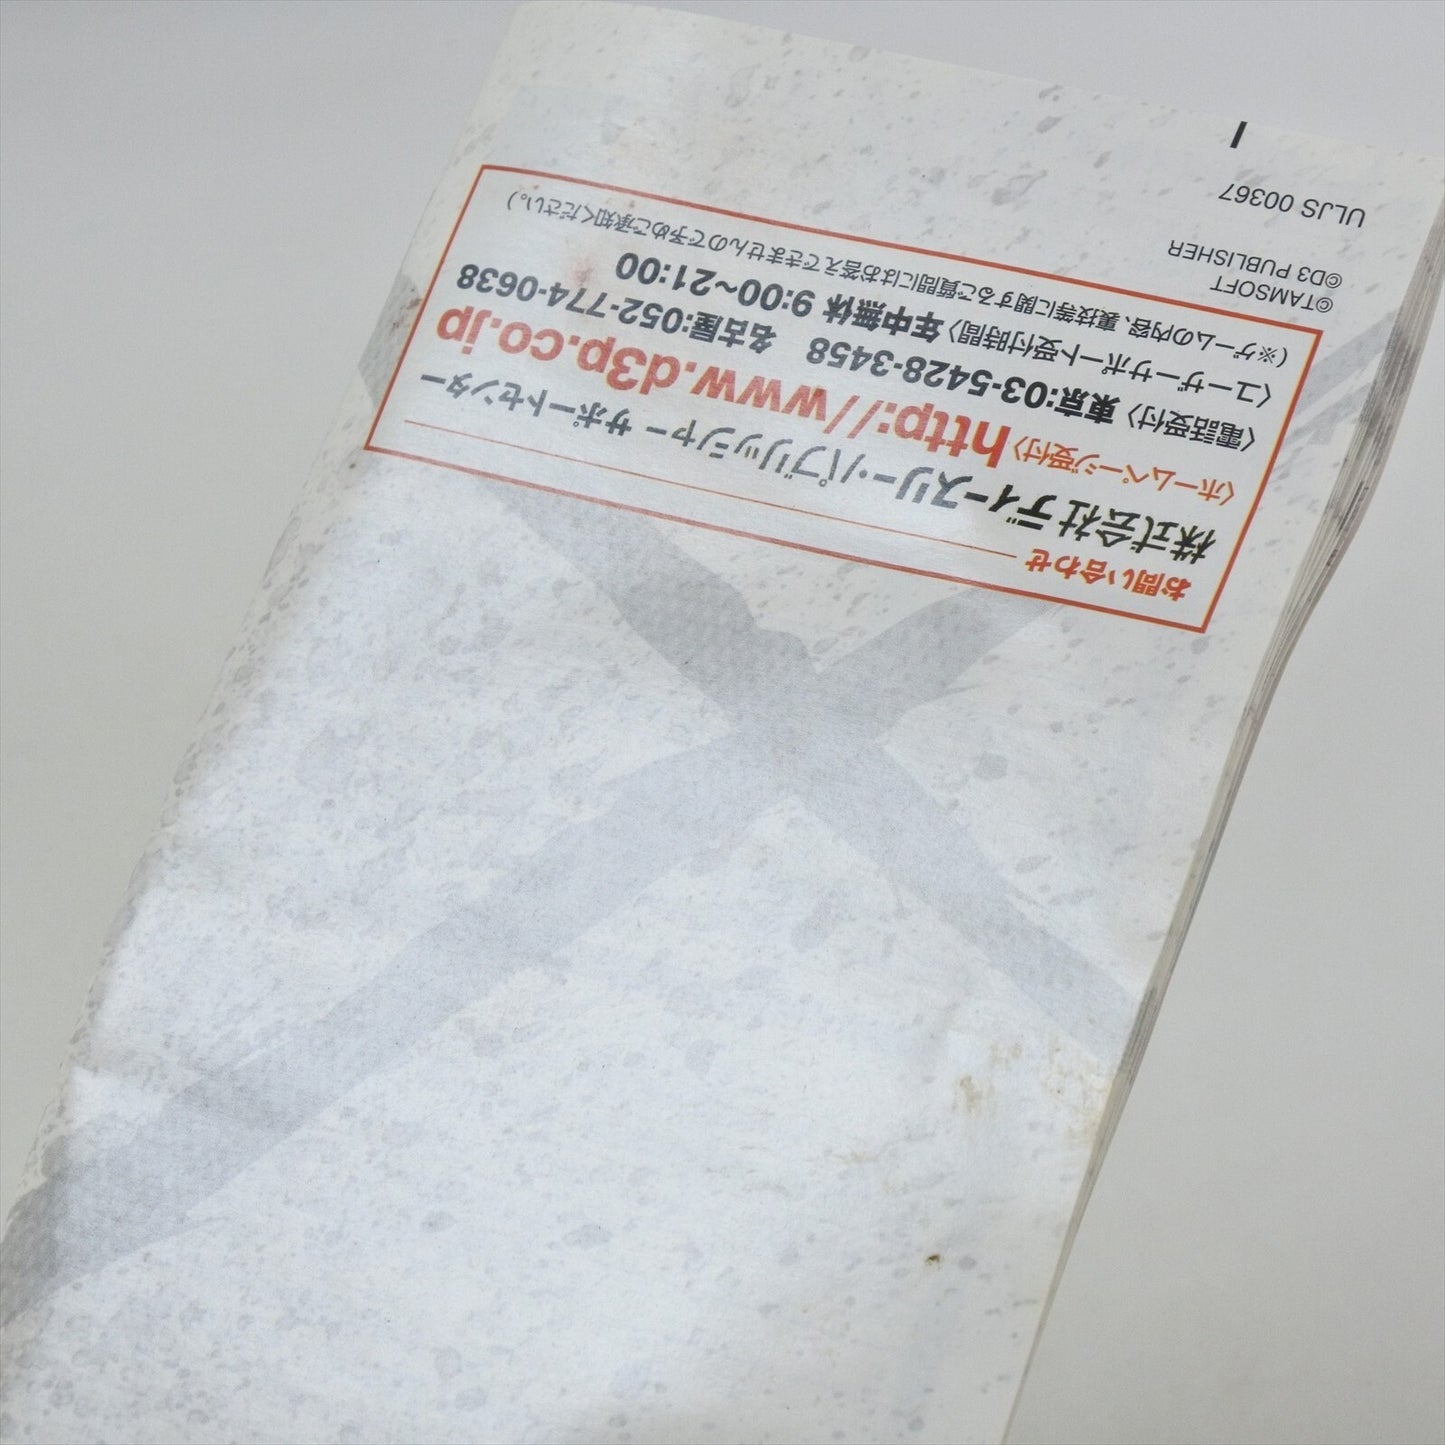 お問い合わせ
株式会社 ディースリー・パブリッシャー サポートセンター
〈ホームページ受付〉http://www.d3p.co.jp
〈電話受付〉東京:03-5428-3458 名古屋:052-774-0638
〈ユーザーサポート受付時間〉年中無休 9:00~21:00
(※ゲームの内容、裏技等に関するご質問にはお答えできませんので予めご承知ください。)
©TAMSOFT
©D3 PUBLISHER
ULJS 00367